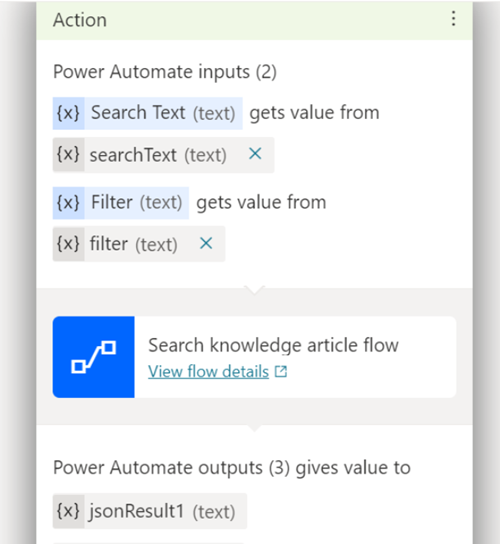 Action
Power Automate inputs (2)
{x} Search Text (text) gets value from
{x} searchText (text) ×
{x} Filter (text) gets value from
{x} filter (text) ×
Search knowledge article flow
View flow details
Power Automate outputs (3) gives value to
{x} jsonResult1 (text)